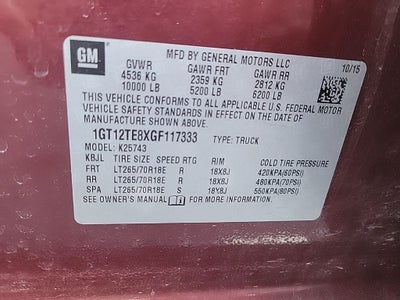 GM
MFD BY GENERAL MOTORS LLC
10/15
GVWR GAWR FRT GAWR RR
4536 KG 2359 KG 2812 KG
10000 LB 5200 LB 6200 LB
THIS VEHICLE CONFORMS TO ALL APPLICABLE U.S. FEDERAL MOTOR
VEHICLE SAFETY STANDARDS IN EFFECT ON THE DATE OF
MANUFACTURE SHOWN ABOVE.
1GT12TE8XGF117333 TYPE: TRUCK
MODEL: K25743
KBJL TIRE SIZE SPEED RTG RIM COLD TIRE PRESSURE
FRT LT265/70R18E R 18X8J 420KPA(60PSI)
RR LT265/70R18E R 18X8J 480KPA(70PSI)
SPA LT265/70R18E S 18X8J 550KPA(80PSI)
SEE OWNER'S MANUAL FOR MORE INFORMATION.